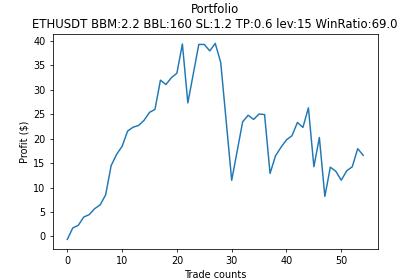 Portfolio
ETHUSDT BBM:2.2 BBL:160 SL:1.2 TP:0.6 lev:15 WinRatio:69.0
40
35
30
25
20
15
10
5
0
Profit ($)
0 10 20 30 40 50
Trade counts